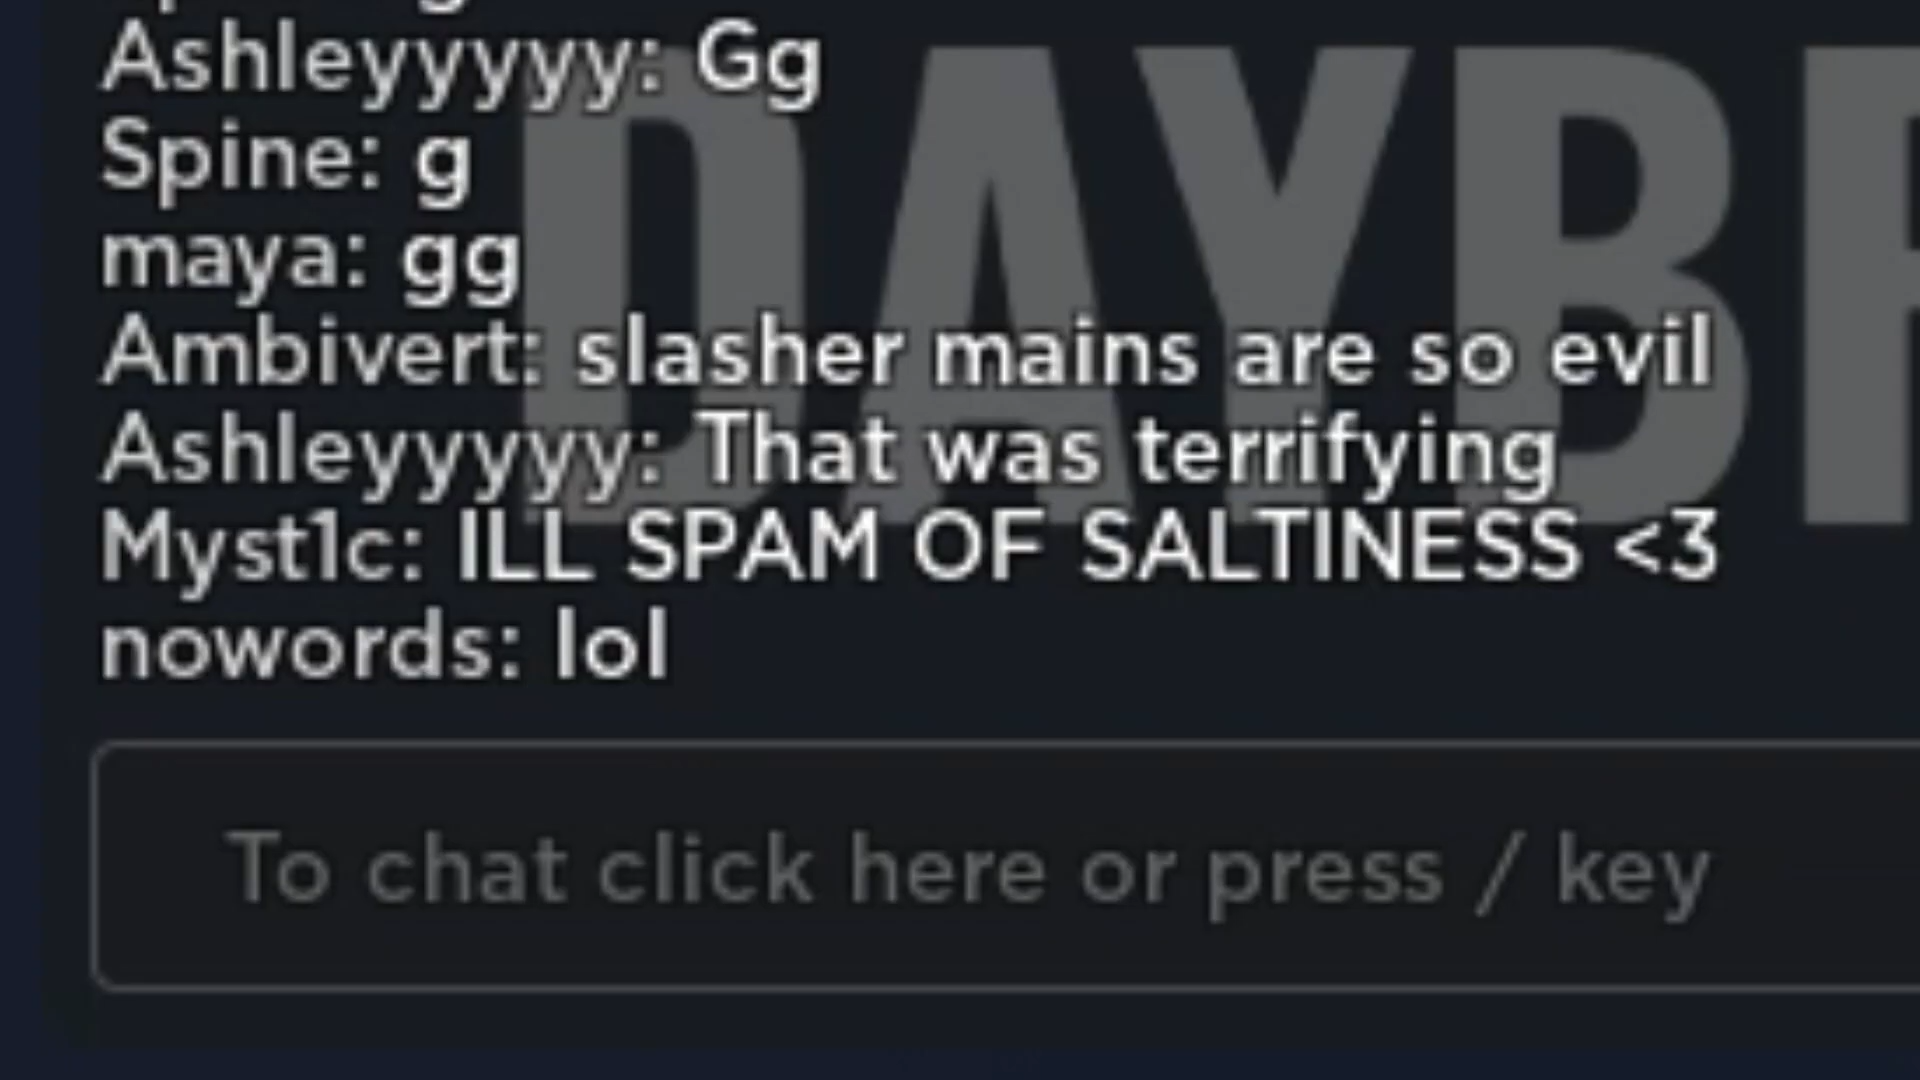 Ashleyyyyy: Gg
Spine: g
maya: gg
Ambivert: slasher mains are so evil
Ashleyyyyy: That was terrifying
Myst1c: ILL SPAM OF SALTINESS <3
nowords: lol
DAYB
To chat click here or press / key